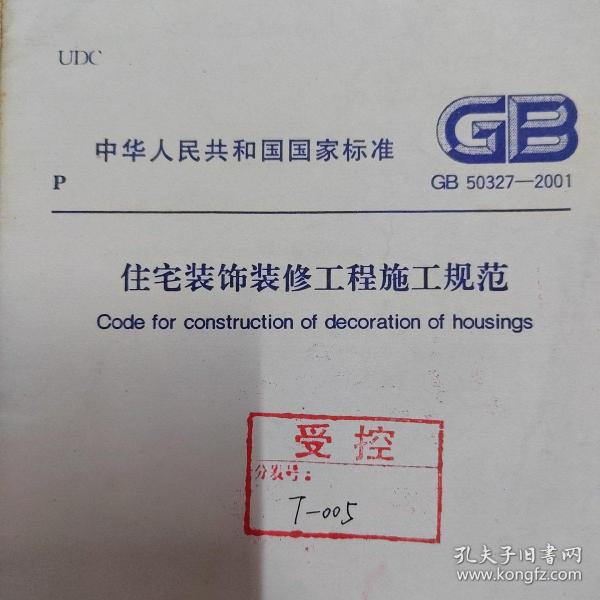 UDC
GB
中华人民共和国国家标准
P
GB 50327—2001
住宅装饰装修工程施工规范
Code for construction of decoration of housings
受控
分发号：
T-005
孔夫子旧书网
www.kongfz.com